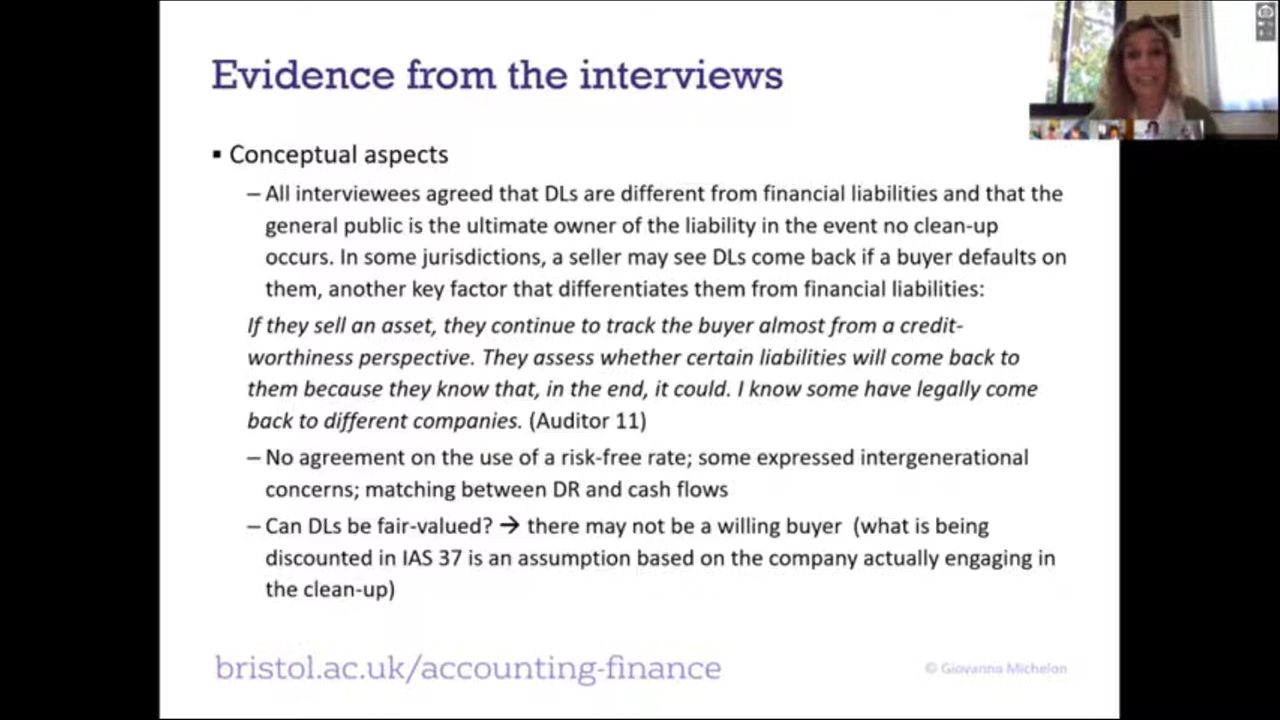 Evidence from the interviews
▪ Conceptual aspects
– All interviewees agreed that DLs are different from financial liabilities and that the
general public is the ultimate owner of the liability in the event no clean-up
occurs. In some jurisdictions, a seller may see DLs come back if a buyer defaults on
them, another key factor that differentiates them from financial liabilities:
If they sell an asset, they continue to track the buyer almost from a credit-
worthiness perspective. They assess whether certain liabilities will come back to
them because they know that, in the end, it could. I know some have legally come
back to different companies. (Auditor 11)
– No agreement on the use of a risk-free rate; some expressed intergenerational
concerns; matching between DR and cash flows
– Can DLs be fair-valued? → there may not be a willing buyer (what is being
discounted in IAS 37 is an assumption based on the company actually engaging in
the clean-up)
bristol.ac.uk/accounting-finance
© Giovanna Michelon